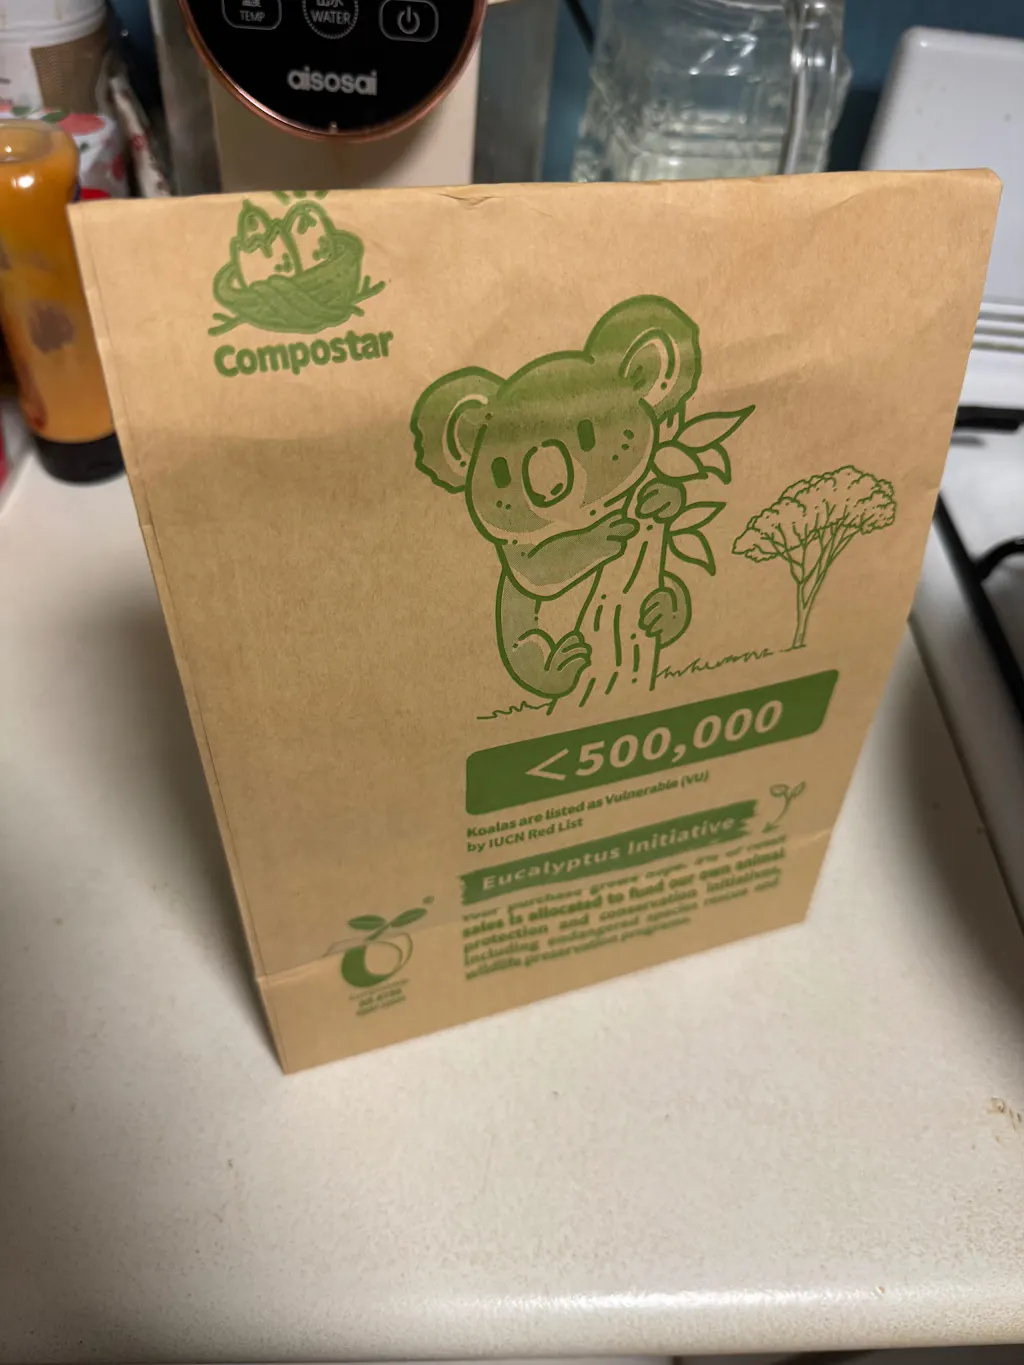 温度
TEMP
出水
WATER
aisosai
Compostar
<500,000
Koalas are listed as Vulnerable (VU)
by IUCN Red List
Eucalyptus Initiative
Your purchase grows hope.
sales is allocated to fund our own animal
protection and conservation initiatives,
including endangered species rescue and
wildlife preservation programs.